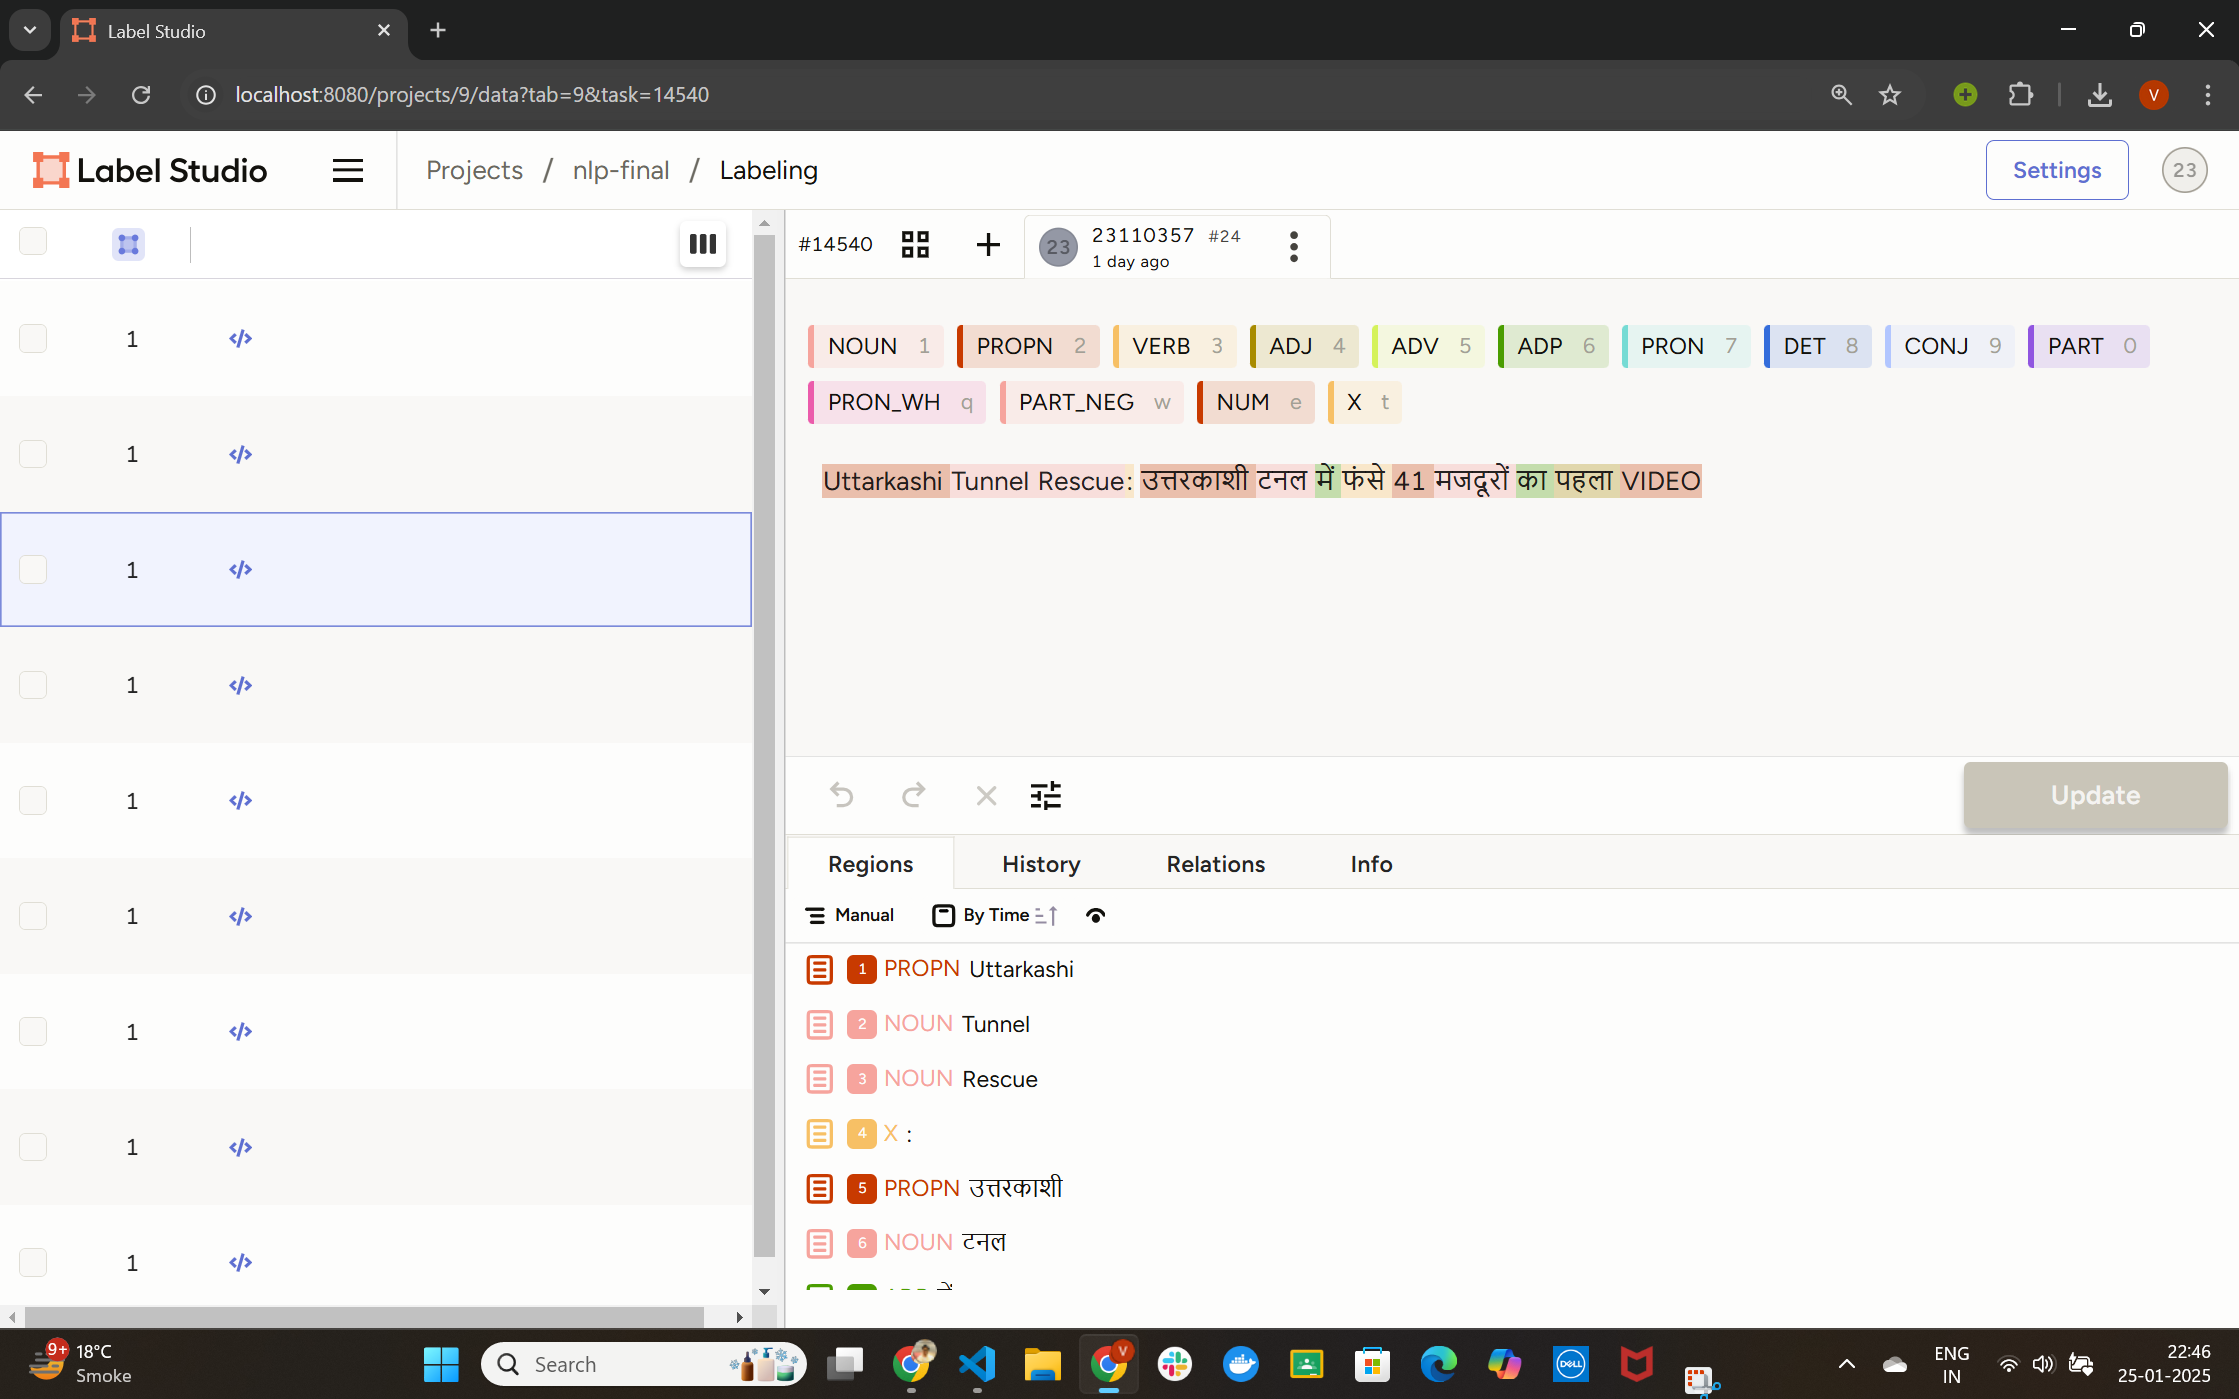 Label Studio
localhost:8080/projects/9/data?tab=9&task=14540
V
Label Studio
Projects / nlp-final / Labeling
Settings
23
#14540
23
23110357 #24
1 day ago
NOUN 1
PROPN 2
VERB 3
ADJ 4
ADV 5
ADP 6
PRON 7
DET 8
CONJ 9
PART 0
PRON_WH q
PART_NEG w
NUM e
X t
Uttarkashi Tunnel Rescue: उत्तरकाशी टनल में फंसे 41 मजदूरों का पहला VIDEO
1 </>
1 </>
1 </>
1 </>
1 </>
1 </>
1 </>
1 </>
1 </>
Update
Regions
History
Relations
Info
Manual
By Time
1 PROPN Uttarkashi
2 NOUN Tunnel
3 NOUN Rescue
4 X :
5 PROPN उत्तरकाशी
6 NOUN टनल
9+
18°C
Smoke
Search
V
DELL
ENG
IN
22:46
25-01-2025